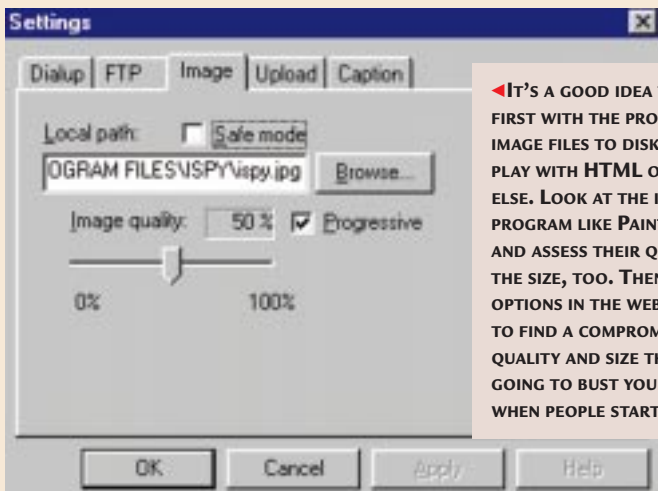 Settings
Dialup FTP Image Upload Caption
Local path: Safe mode
OGRAM FILES\ISPY\ispy.jpg Browse...
Image quality: 50 % Progressive
0% 100%
OK Cancel Apply Help
IT'S A GOOD IDEA
FIRST WITH THE PRO
IMAGE FILES TO DISK
PLAY WITH HTML O
ELSE. LOOK AT THE
PROGRAM LIKE PAIN
AND ASSESS THEIR Q
THE SIZE, TOO. THEN
OPTIONS IN THE WEB
TO FIND A COMPROM
QUALITY AND SIZE TH
GOING TO BUST YOU
WHEN PEOPLE START